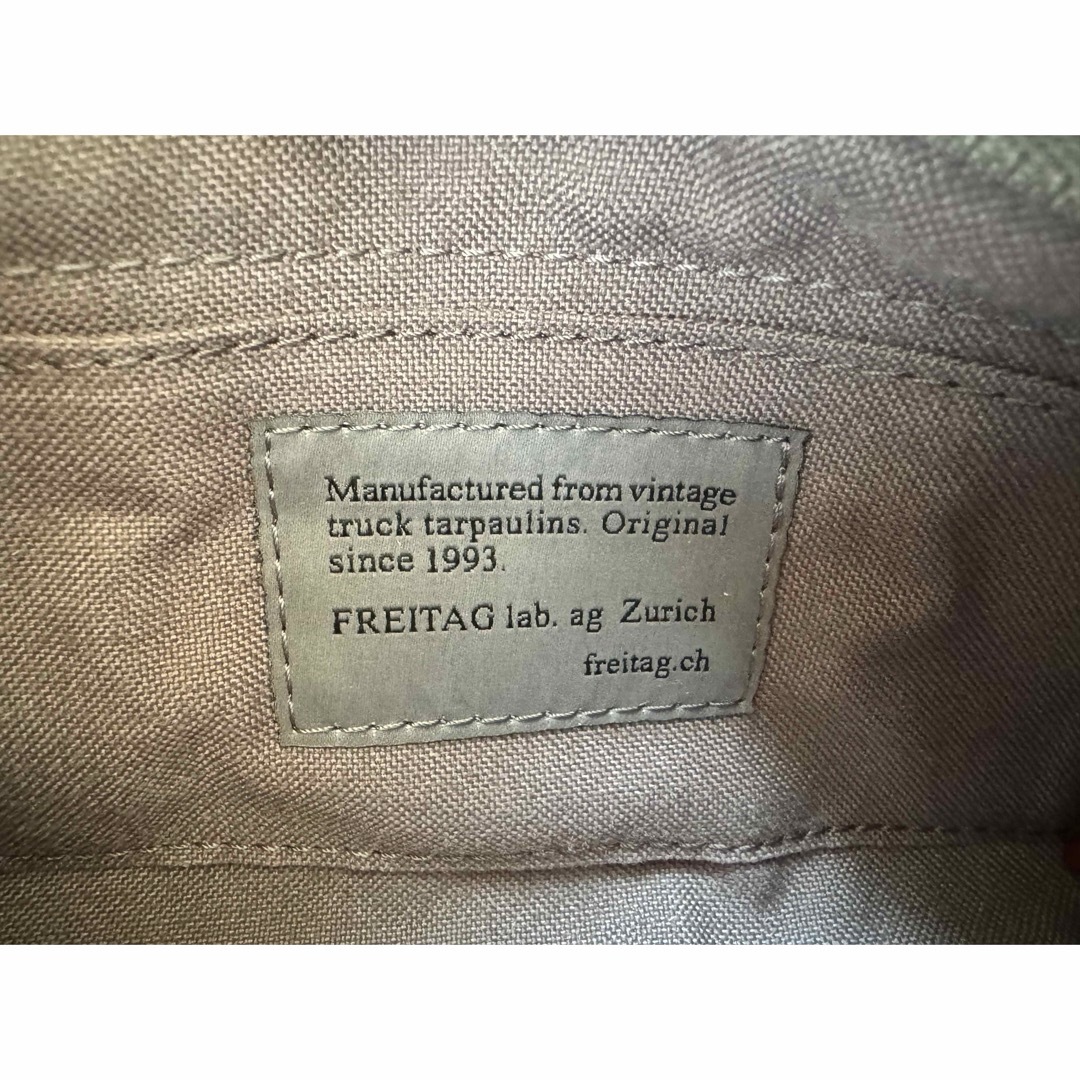 Manufactured from vintage
truck tarpaulins. Original
since 1993.
FREITAG lab. ag Zurich
freitag.ch